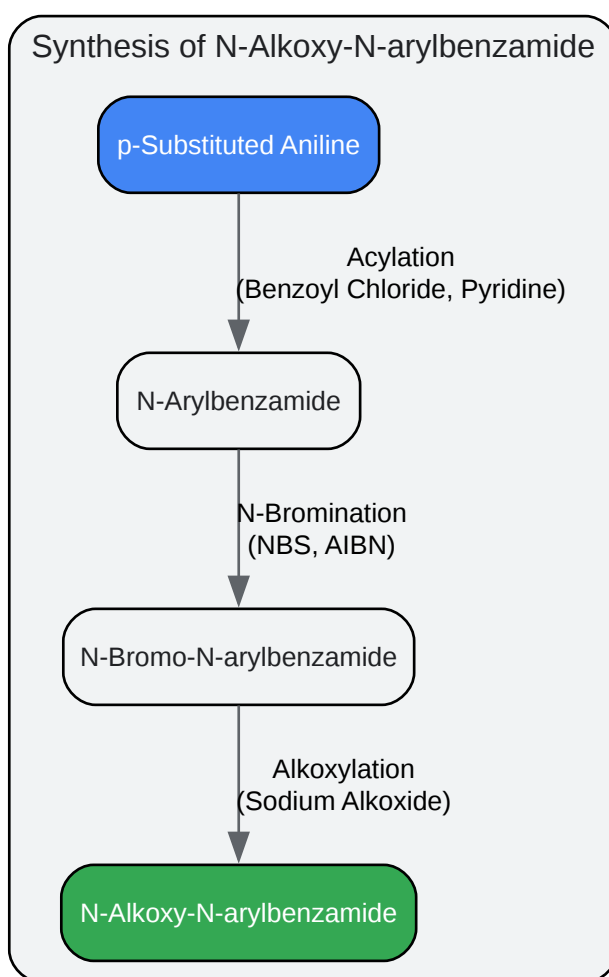 Synthesis of N-Alkoxy-N-arylbenzamide
p-Substituted Aniline
Acylation
(Benzoyl Chloride, Pyridine)
N-Arylbenzamide
N-Bromination
(NBS, AIBN)
N-Bromo-N-arylbenzamide
Alkoxylation
(Sodium Alkoxide)
N-Alkoxy-N-arylbenzamide